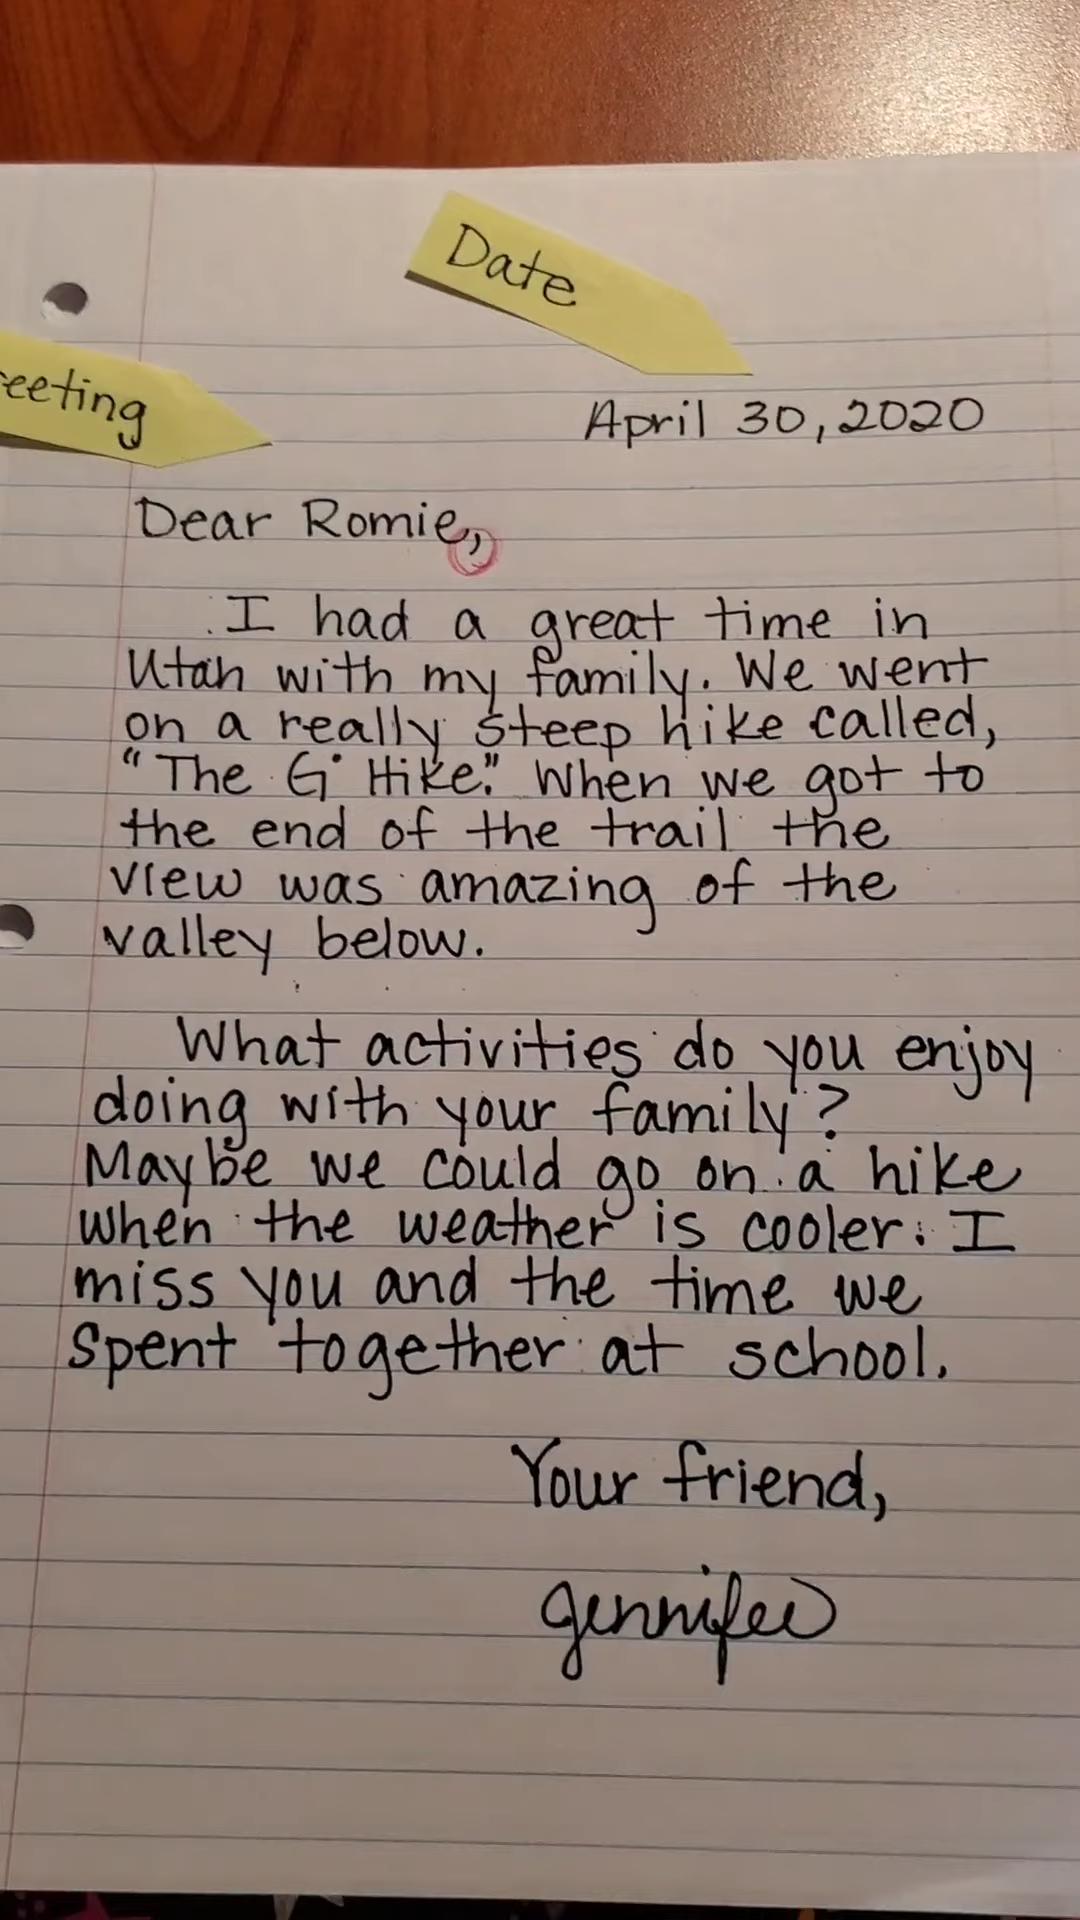 Date
eeting
April 30, 2020
Dear Romie,
I had a great time in
Utah with my family. We went
on a really steep hike called,
"The G Hike." When we got to
the end of the trail the
view was amazing of the
valley below.
What activities do you enjoy
doing with your family?
Maybe we could go on a hike
when the weather is cooler. I
miss you and the time we
spent together at school.
Your friend,
Jennifer